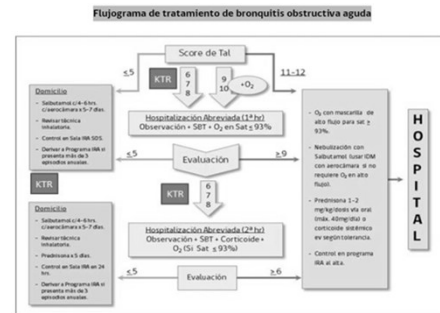 Flujograma de tratamiento de bronquitis obstructiva aguda
Score de Tal
≤5
KTR
6
7
8
9
10
+O₂
11-12
Domicilio
- Salbutamol c/4-6 hrs.
c/aerocámara x 5-7 días.
- Revisar técnica
inhalatoria.
- Control en Sala IRA SOS.
- Derivar a Programa IRA si
presenta más de 3
episodios anuales.
Hospitalización Abreviada (1ª hr)
Observación + SBT + O₂ en Sat ≤ 93%
≤5
Evaluación
≥9
KTR
KTR
6
7
8
Domicilio
- Salbutamol c/4-6 hrs.
c/aerocámara x 5-7 días.
- Revisar técnica
inhalatoria.
- Prednisona x 5 días.
- Control en Sala IRA en 24
hrs.
- Derivar a Programa IRA si
presenta más de 3
episodios anuales.
Hospitalización Abreviada (2ª hr)
Observación + SBT + Corticoide +
O₂ (Si Sat ≤ 93%)
≤5
Evaluación
≥6
- O₂ con mascarilla de
alto flujo para sat ≥
93%.
- Nebulización con
Salbutamol (usar IDM
con aerocámara si no
requiere O₂ en alto
flujo).
- Prednisona 1-2
mg/kg/dosis vía oral
(máx. 40mg/día) o
corticoide sistémico
ev según tolerancia.
- Control en programa
IRA al alta.
HOSPITAL